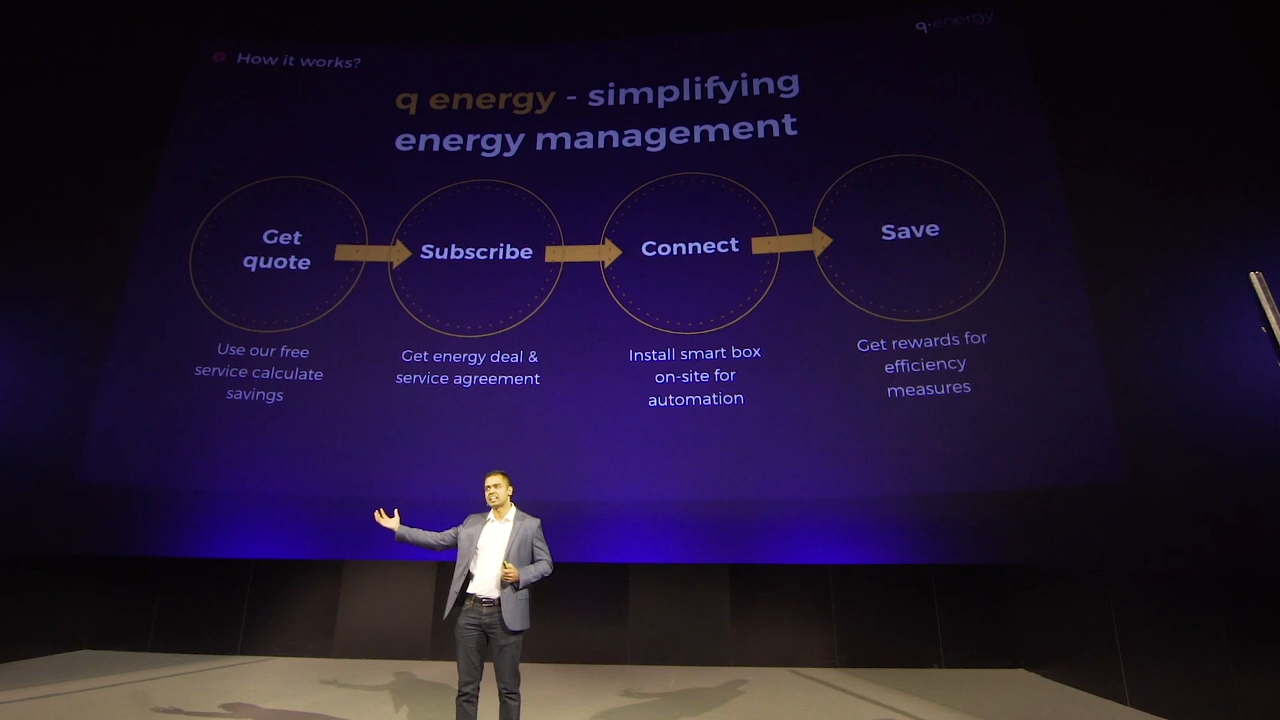 q·energy
How it works?
q energy - simplifying
energy management
Get
quote
Subscribe
Connect
Save
Use our free
service calculate
savings
Get energy deal &
service agreement
Install smart box
on-site for
automation
Get rewards for
efficiency
measures